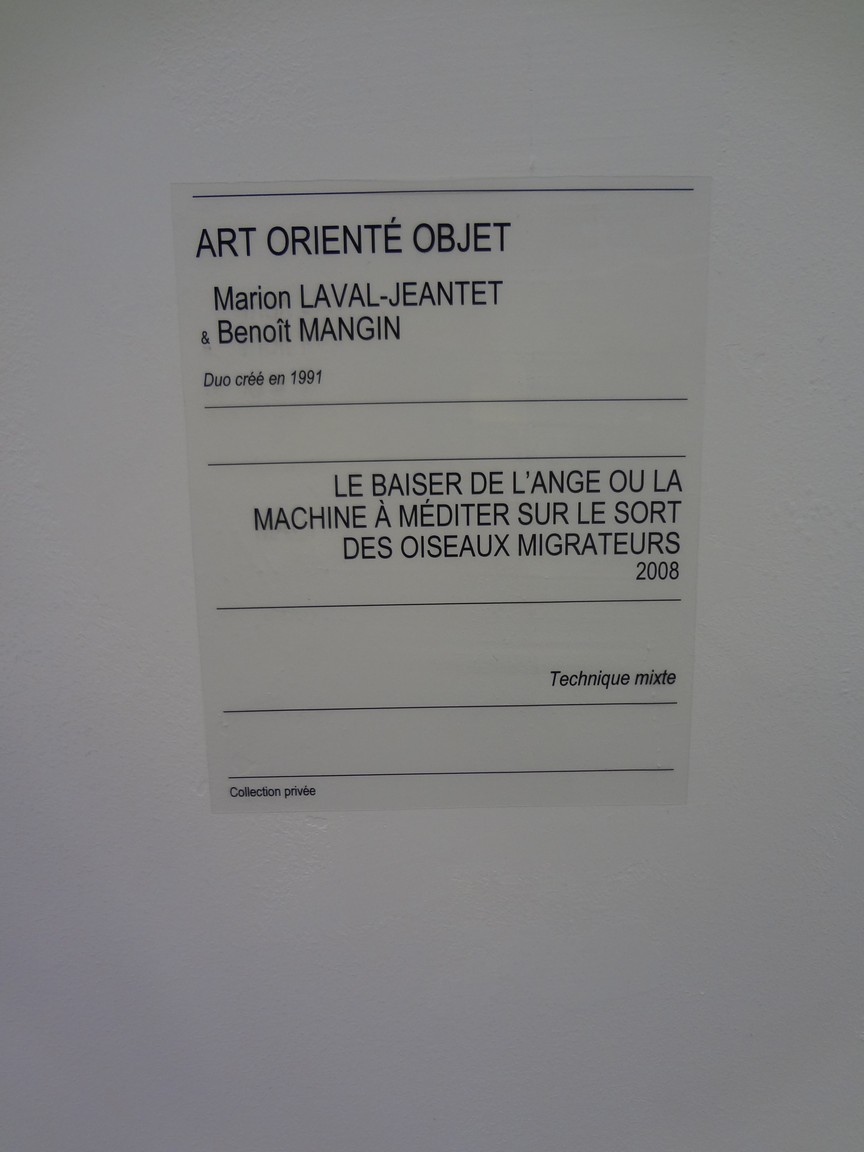 ART ORIENTÉ OBJET
Marion LAVAL-JEANTET
& Benoît MANGIN
Duo créé en 1991
LE BAISER DE L'ANGE OU LA
MACHINE À MÉDITER SUR LE SORT
DES OISEAUX MIGRATEURS
2008
Technique mixte
Collection privée